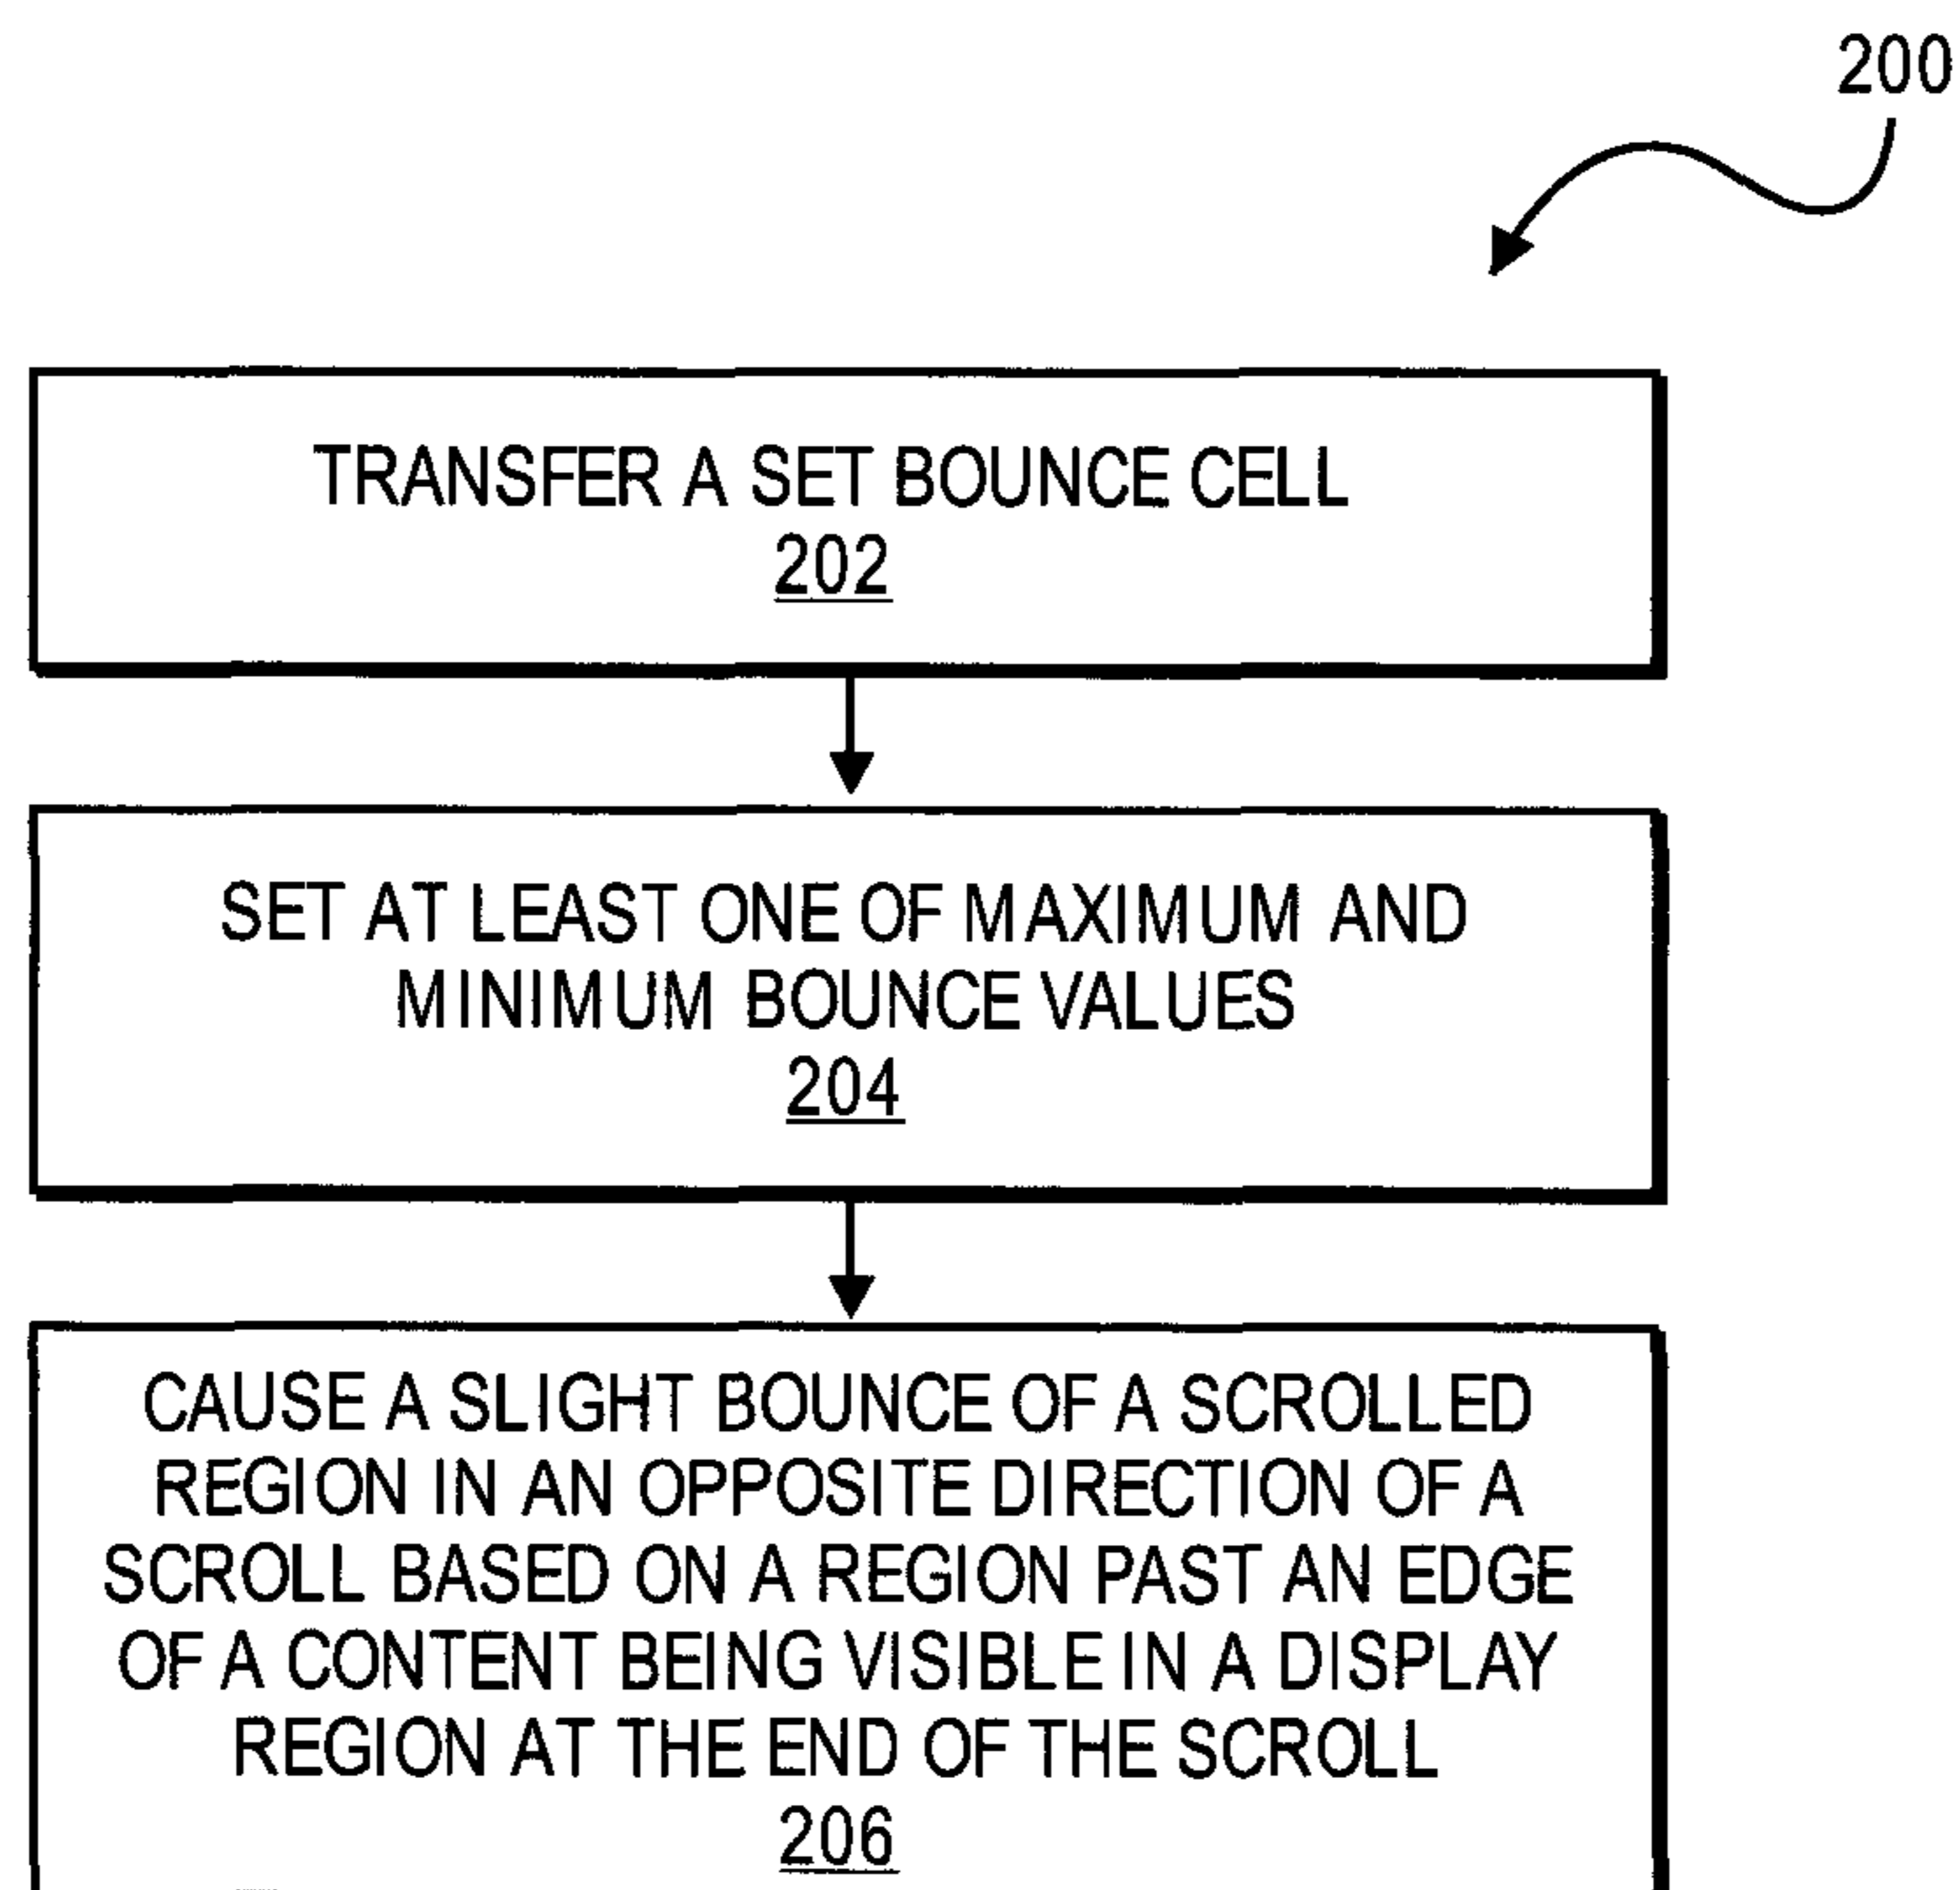 200
TRANSFER A SET BOUNCE CELL
202
SET AT LEAST ONE OF MAXIMUM AND
MINIMUM BOUNCE VALUES
204
CAUSE A SLIGHT BOUNCE OF A SCROLLED
REGION IN AN OPPOSITE DIRECTION OF A
SCROLL BASED ON A REGION PAST AN EDGE
OF A CONTENT BEING VISIBLE IN A DISPLAY
REGION AT THE END OF THE SCROLL
206